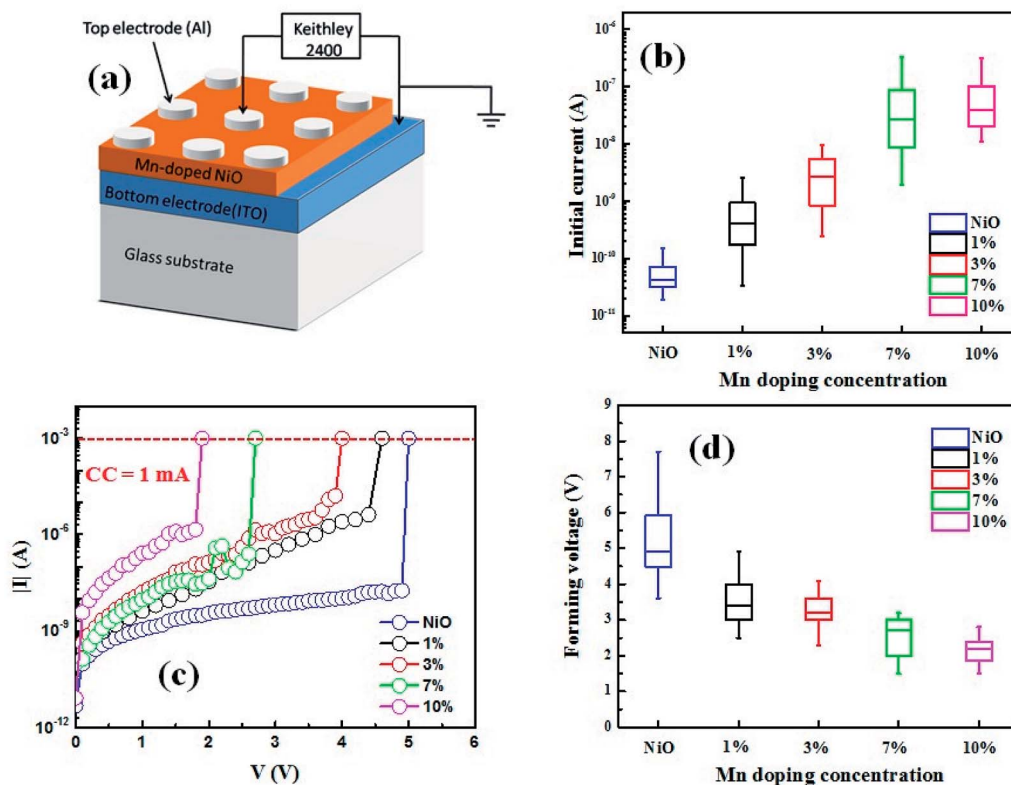 Top electrode (Al)
Keithley
2400
(a)
Mn-doped NiO
Bottom electrode(ITO)
Glass substrate
(b)
Initial current (A)
10-6
10-7
10-8
10-9
10-10
10-11
NiO
1%
3%
7%
10%
NiO 1% 3% 7% 10%
Mn doping concentration
|I| (A)
10-3
10-6
10-9
10-12
CC = 1 mA
NiO
1%
3%
7%
10%
(c)
0 1 2 3 4 5 6
V (V)
(d)
Forming voltage (V)
9
8
7
6
5
4
3
2
1
0
NiO
1%
3%
7%
10%
NiO 1% 3% 7% 10%
Mn doping concentration